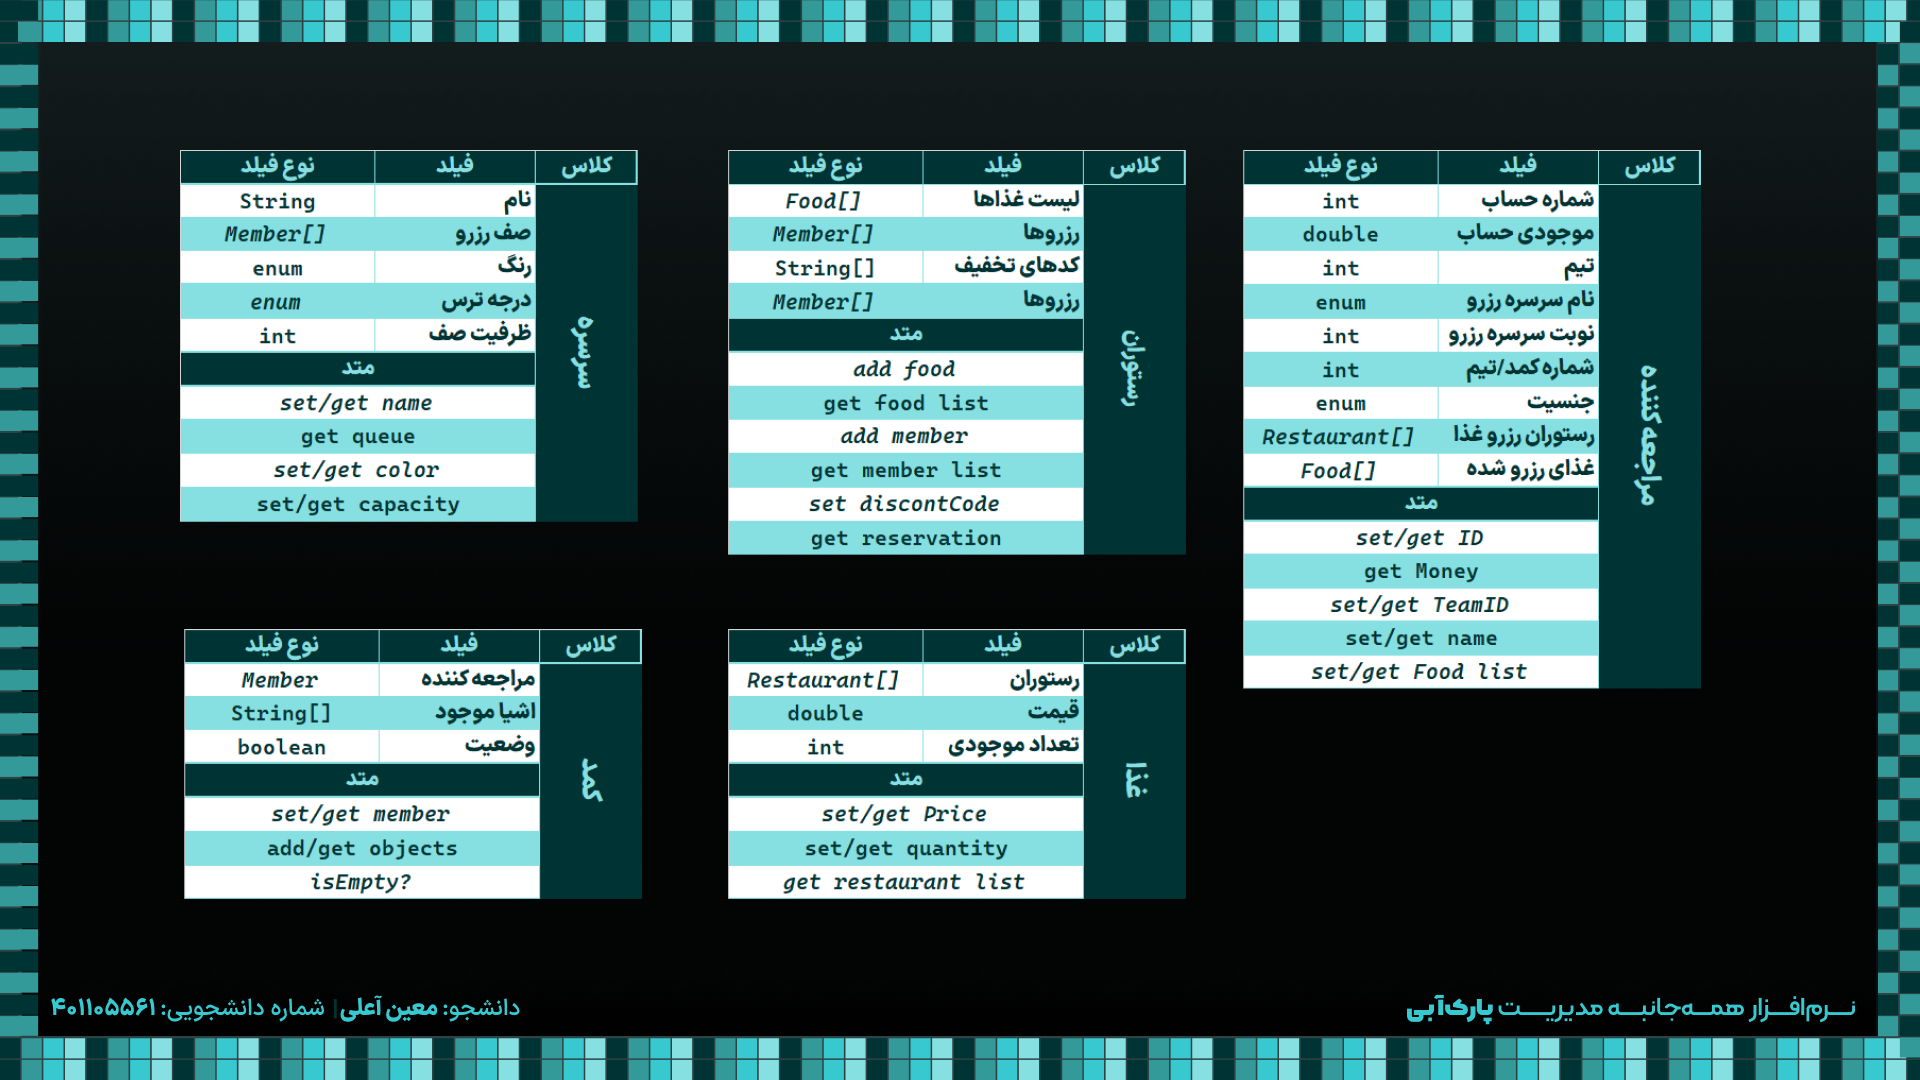 کلاس فیلد نوع فیلد
مراجعه‌کننده
شماره حساب int
موجودی حساب double
تیم int
نام سرسره رزرو enum
نوبت سرسره رزرو int
شماره کمد/تیم int
جنسیت enum
رستوران رزرو غذا Restaurant[]
غذای رزرو شده Food[]
متد
set/get ID
get Money
set/get TeamID
set/get name
set/get Food list
کلاس فیلد نوع فیلد
رستوران
لیست غذاها Food[]
رزروها Member[]
کدهای تخفیف String[]
رزروها Member[]
متد
add food
get food list
add member
get member list
set discontCode
get reservation
کلاس فیلد نوع فیلد
سرسره
نام String
صف رزرو Member[]
رنگ enum
درجه ترس enum
ظرفیت صف int
متد
set/get name
get queue
set/get color
set/get capacity
کلاس فیلد نوع فیلد
غذا
رستوران Restaurant[]
قیمت double
تعداد موجودی int
متد
set/get Price
set/get quantity
get restaurant list
کلاس فیلد نوع فیلد
کمد
مراجعه‌کننده Member
اشیا موجود String[]
وضعیت boolean
متد
set/get member
add/get objects
isEmpty?
نـــرم‌افـــزار همـــه‌جانبـــه مدیریـــــت پارک‌آبی
دانشجو: معین آعلی | شماره دانشجویی: ۴۰۱۱۰۵۵۶۱